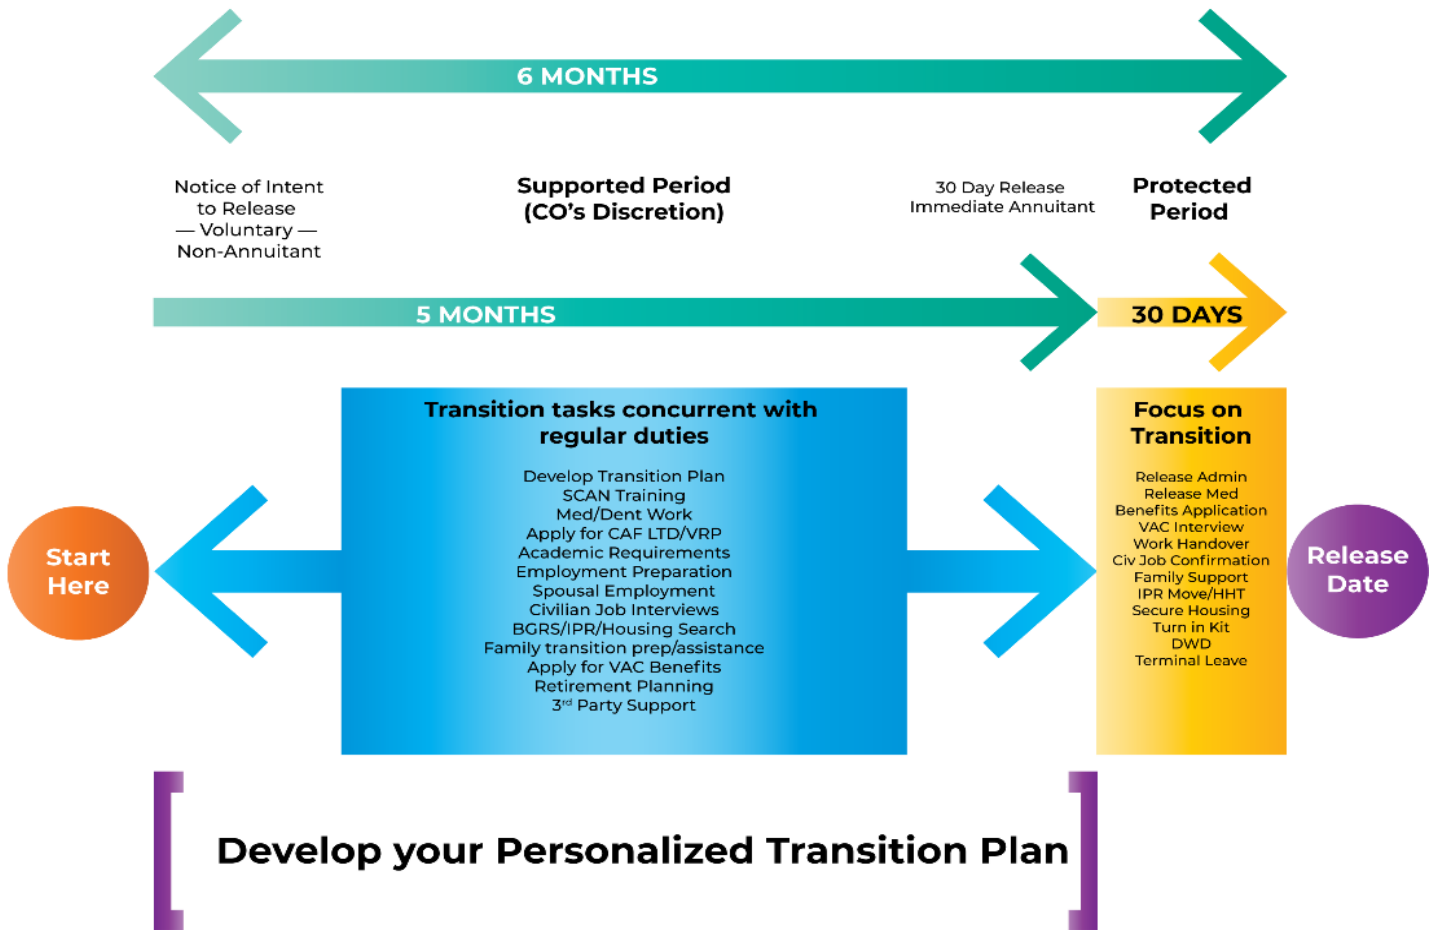 6 MONTHS
Notice of Intent
to Release
— Voluntary —
Non-Annuitant
Supported Period
(CO’s Discretion)
30 Day Release
Immediate Annuitant
Protected
Period
5 MONTHS
30 DAYS
Start
Here
Transition tasks concurrent with
regular duties
Develop Transition Plan
SCAN Training
Med/Dent Work
Apply for CAF LTD/VRP
Academic Requirements
Employment Preparation
Spousal Employment
Civilian Job Interviews
BGRS/IPR/Housing Search
Family transition prep/assistance
Apply for VAC Benefits
Retirement Planning
3rd Party Support
Focus on
Transition
Release Admin
Release Med
Benefits Application
VAC Interview
Work Handover
Civ Job Confirmation
Family Support
IPR Move/HHT
Secure Housing
Turn in Kit
DWD
Terminal Leave
Release
Date
Develop your Personalized Transition Plan